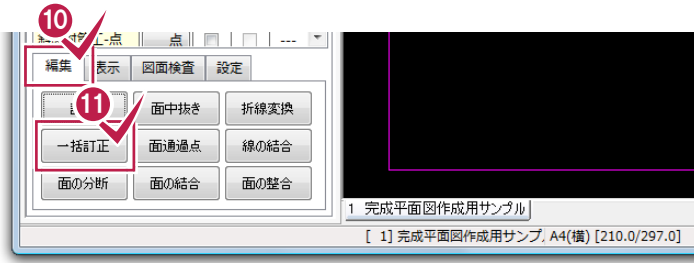 10
点 ---
編集 表示 図面検査 設定
11 面中抜き 折線変換
一括訂正 面通過点 線の結合
面の分断 面の結合 面の整合
1 完成平面図作成用サンプル
[ 1] 完成平面図作成用サンプ, A4(横) [210.0/297.0]